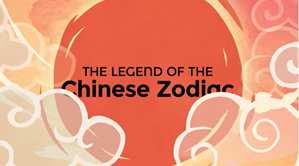 THE LEGEND OF THE
Chinese Zodiac